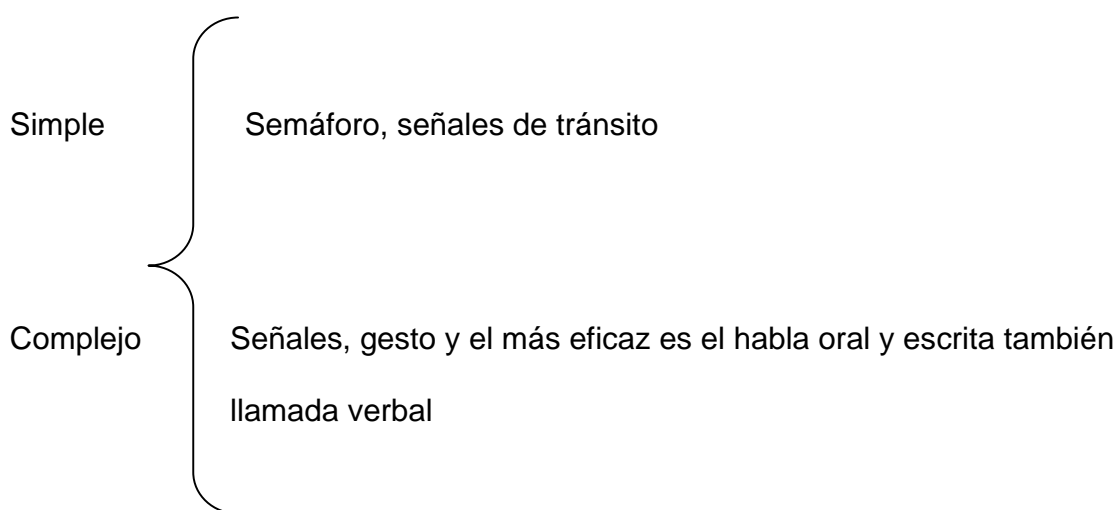 Simple Semáforo, señales de tránsito
Complejo Señales, gesto y el más eficaz es el habla oral y escrita también
llamada verbal